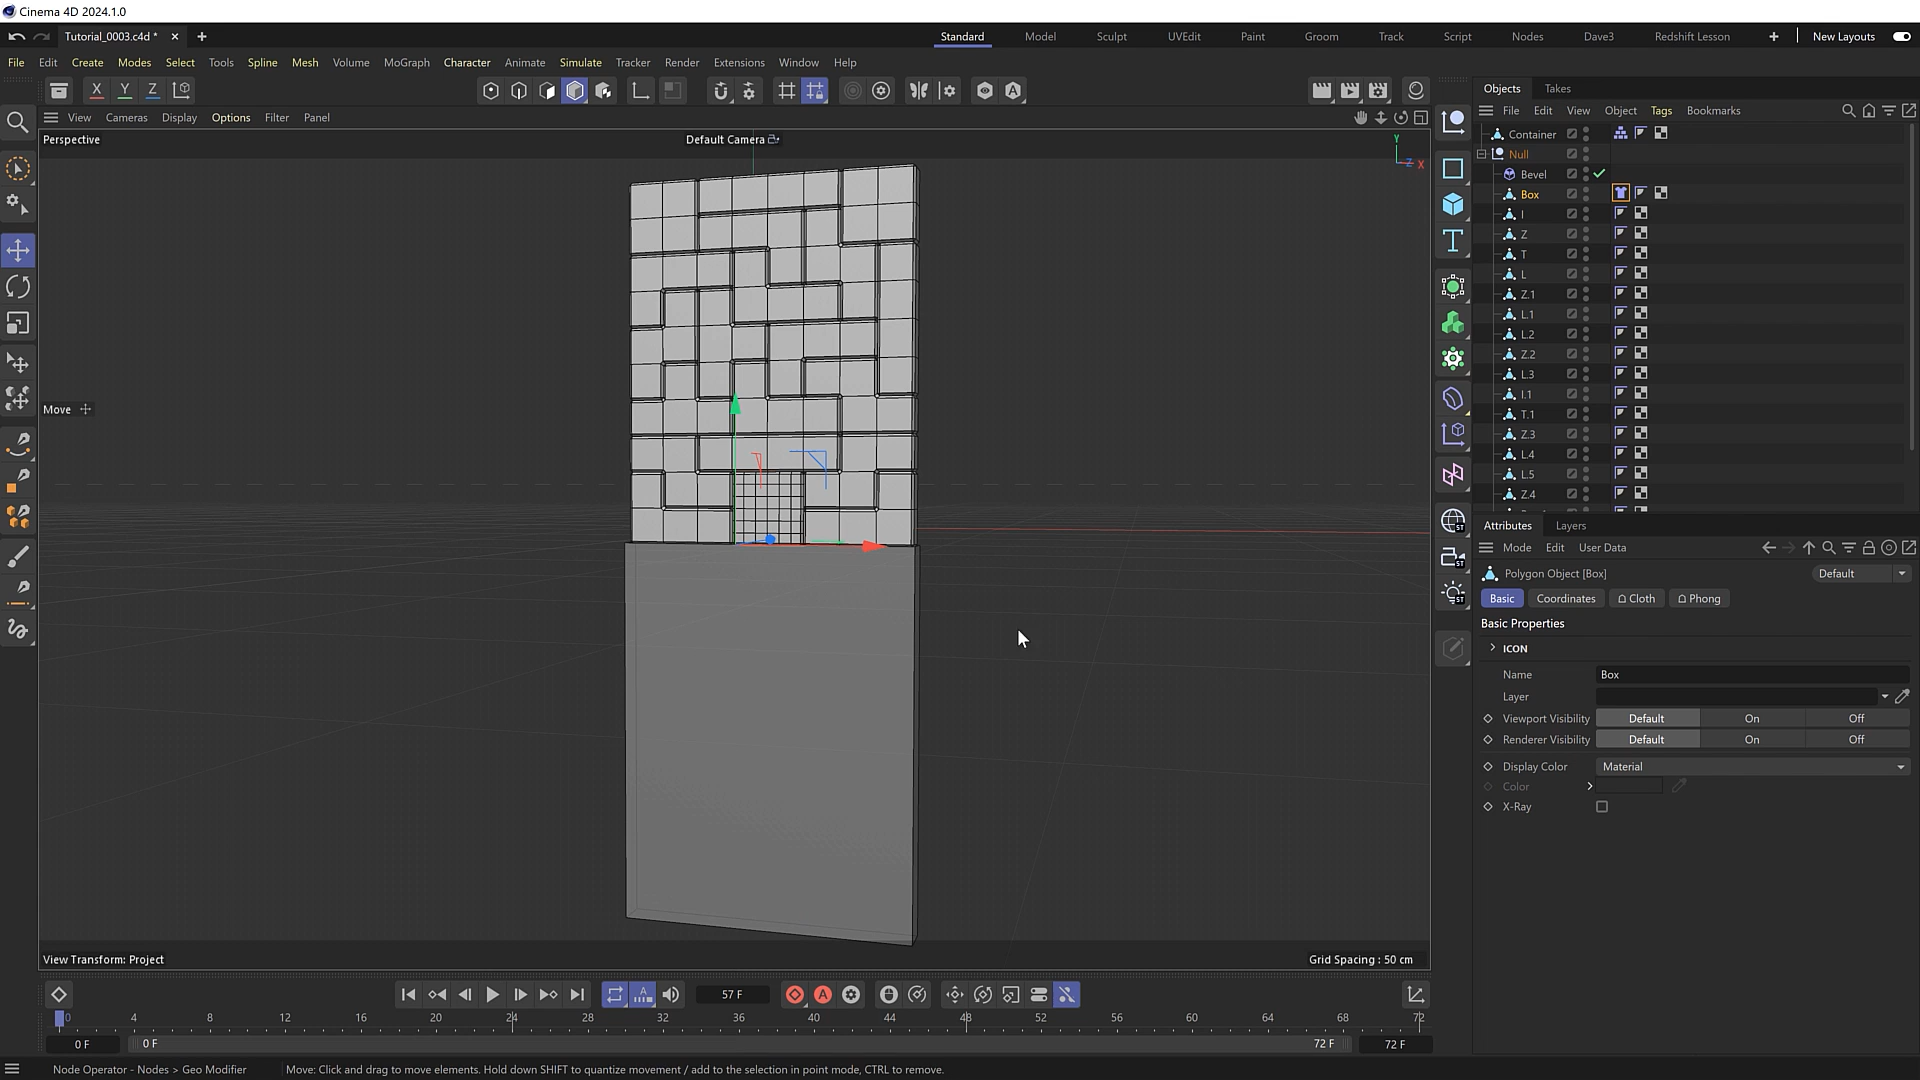 Cinema 4D 2024.1.0
Tutorial_0003.c4d *
Standard Model Sculpt UVEdit Paint Groom Track Script Nodes Dave3 Redshift Lesson New Layouts
File Edit Create Modes Select Tools Spline Mesh Volume MoGraph Character Animate Simulate Tracker Render Extensions Window Help
X Y Z
View Cameras Display Options Filter Panel
Perspective
Default Camera
Y
Z X
Move
View Transform: Project
Grid Spacing : 50 cm
Objects Takes
File Edit View Object Tags Bookmarks
Container
Null
Bevel
Box
I
Z
T
L
Z.1
L.1
L.2
Z.2
L.3
I.1
T.1
Z.3
L.4
L.5
Z.4
Attributes Layers
Mode Edit User Data
Polygon Object [Box]
Default
Basic Coordinates Cloth Phong
Basic Properties
ICON
Name Box
Layer
Viewport Visibility Default On Off
Renderer Visibility Default On Off
Display Color Material
Color
X-Ray
57 F
0 4 8 12 16 20 24 28 32 36 40 44 48 52 56 60 64 68 72
0 F 0 F 72 F 72 F
Node Operator - Nodes > Geo Modifier
Move: Click and drag to move elements. Hold down SHIFT to quantize movement / add to the selection in point mode, CTRL to remove.